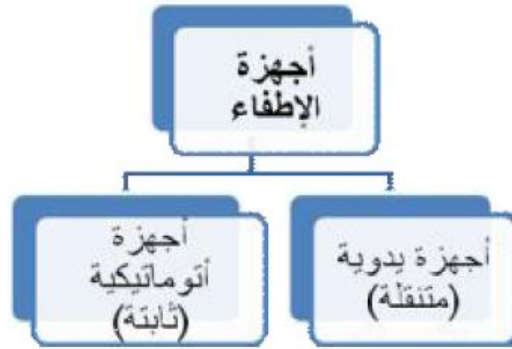 أجهزة
الإطفاء
أجهزة يدوية
(متنقلة)
أجهزة
أتوماتيكية
(ثابتة)